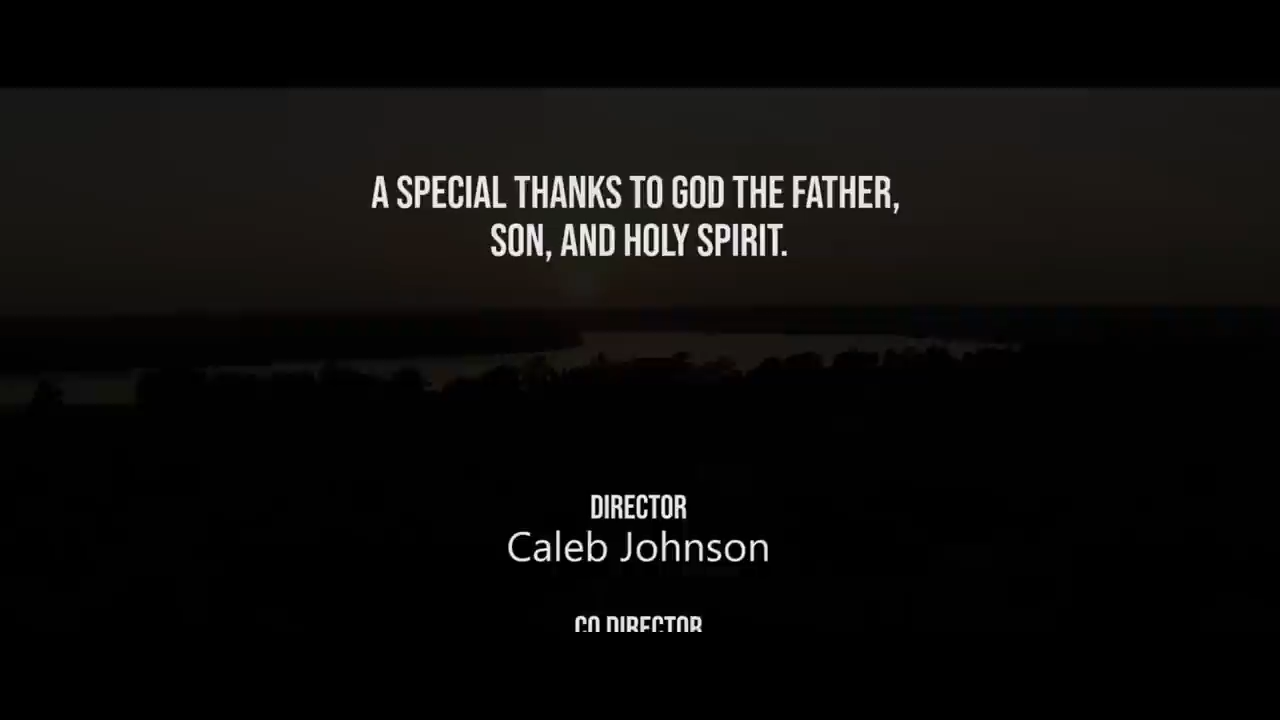 A SPECIAL THANKS TO GOD THE FATHER,
SON, AND HOLY SPIRIT.
DIRECTOR
Caleb Johnson
CO DIRECTOR